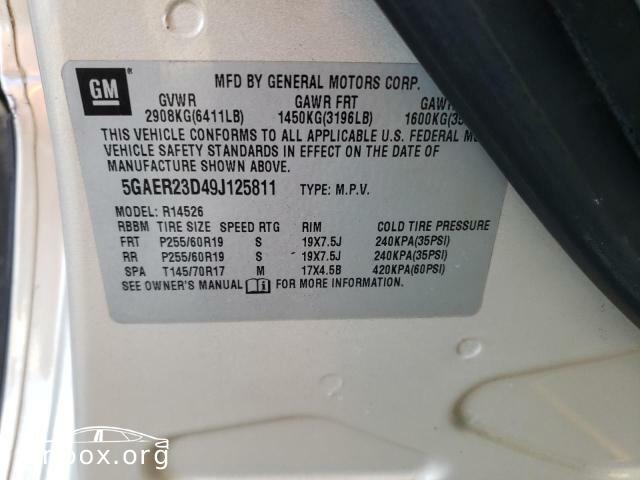 GM
MFD BY GENERAL MOTORS CORP.
GVWR GAWR FRT
2908KG(6411LB) 1450KG(3196LB)
THIS VEHICLE CONFORMS TO ALL APPLICABLE U.S. FEDERAL
VEHICLE SAFETY STANDARDS IN EFFECT ON THE DATE OF
MANUFACTURE SHOWN ABOVE.
5GAER23D49J125811 TYPE: M.P.V.
MODEL: R14526
RBBM TIRE SIZE SPEED RTG RIM COLD TIRE PRESSURE
FRT P255/60R19 S 19X7.5J 240KPA(35PSI)
RR P255/60R19 S 19X7.5J 240KPA(35PSI)
SPA T145/70R17 M 17X4.5B 420KPA(60PSI)
SEE OWNER'S MANUAL FOR MORE INFORMATION.